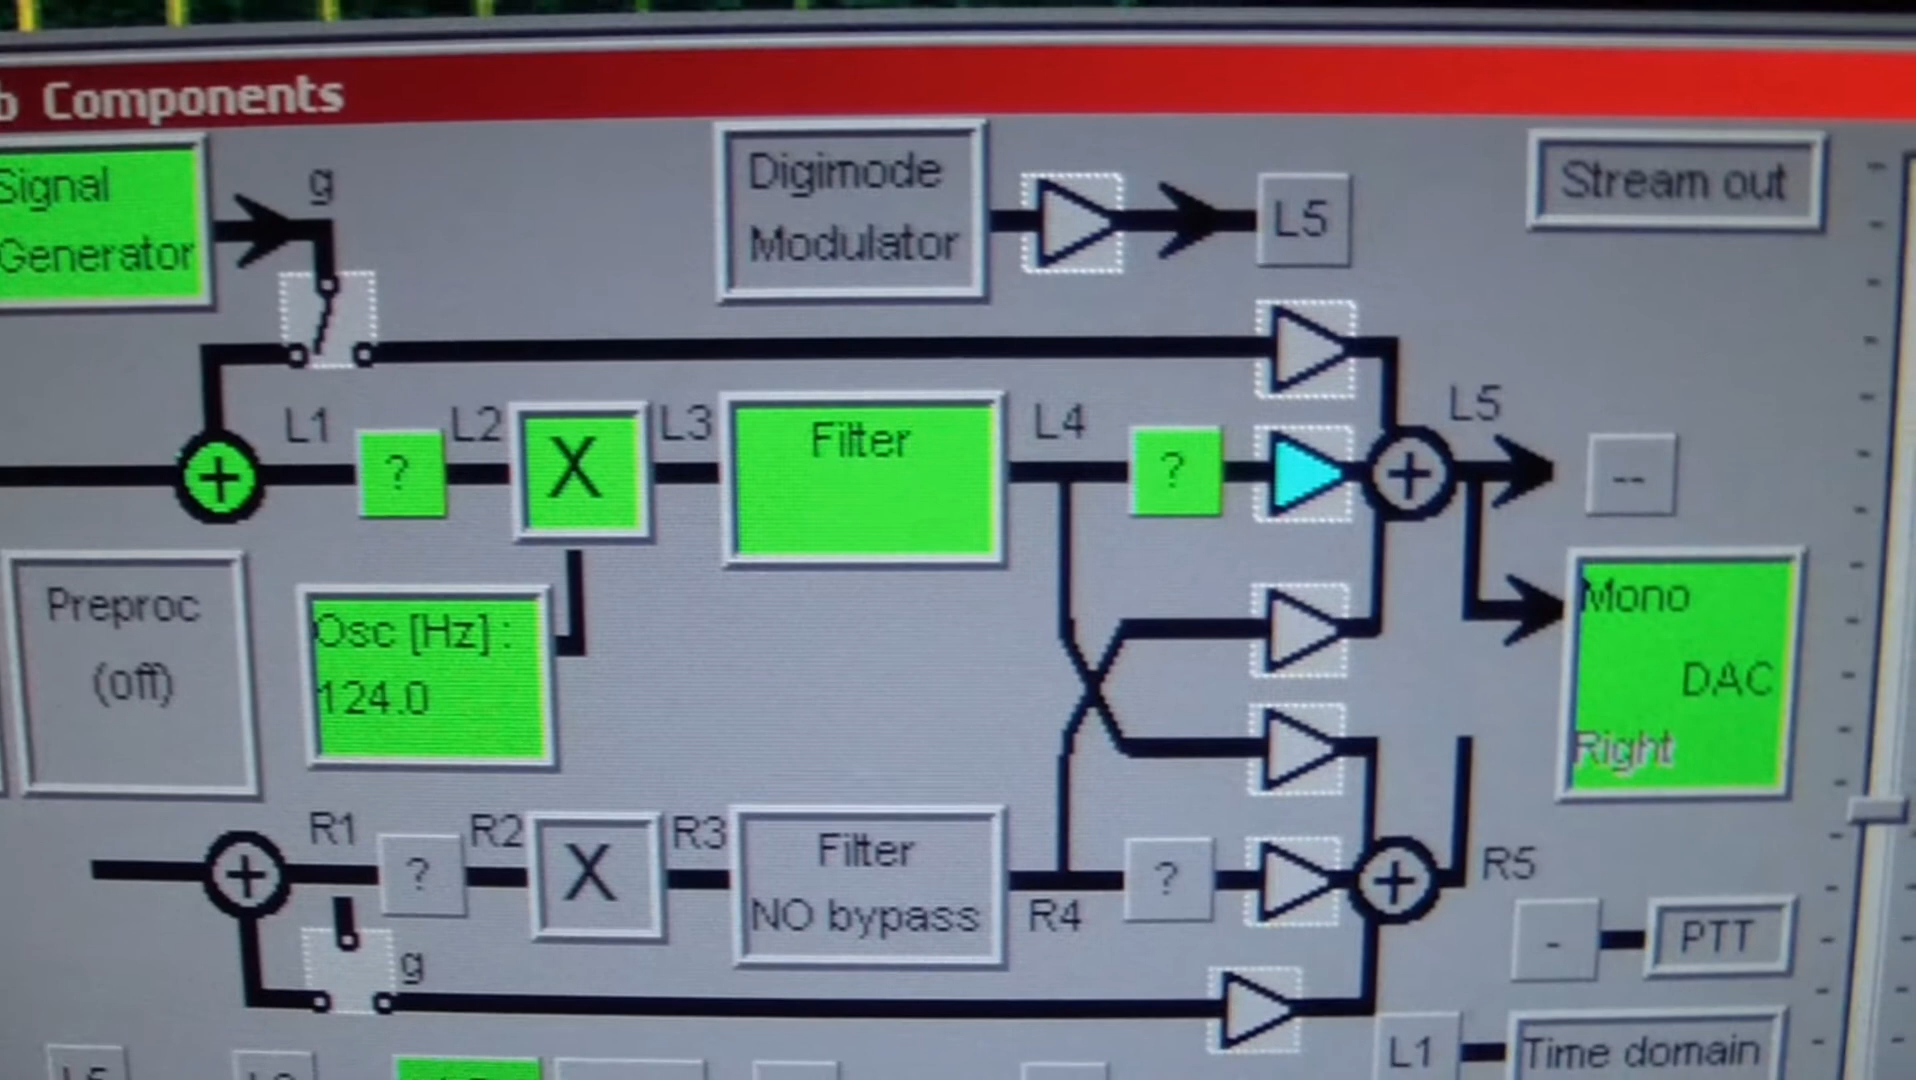 Components
Signal
Generator
g
Digimode
Modulator
L5
Stream out
L1
?
L2
X
L3
Filter
L4
?
L5
--
Preproc
(off)
Osc [Hz] :
124.0
Mono
DAC
Right
R1
?
R2
X
R3
Filter
NO bypass
R4
?
R5
g
-
PTT
L1
Time domain